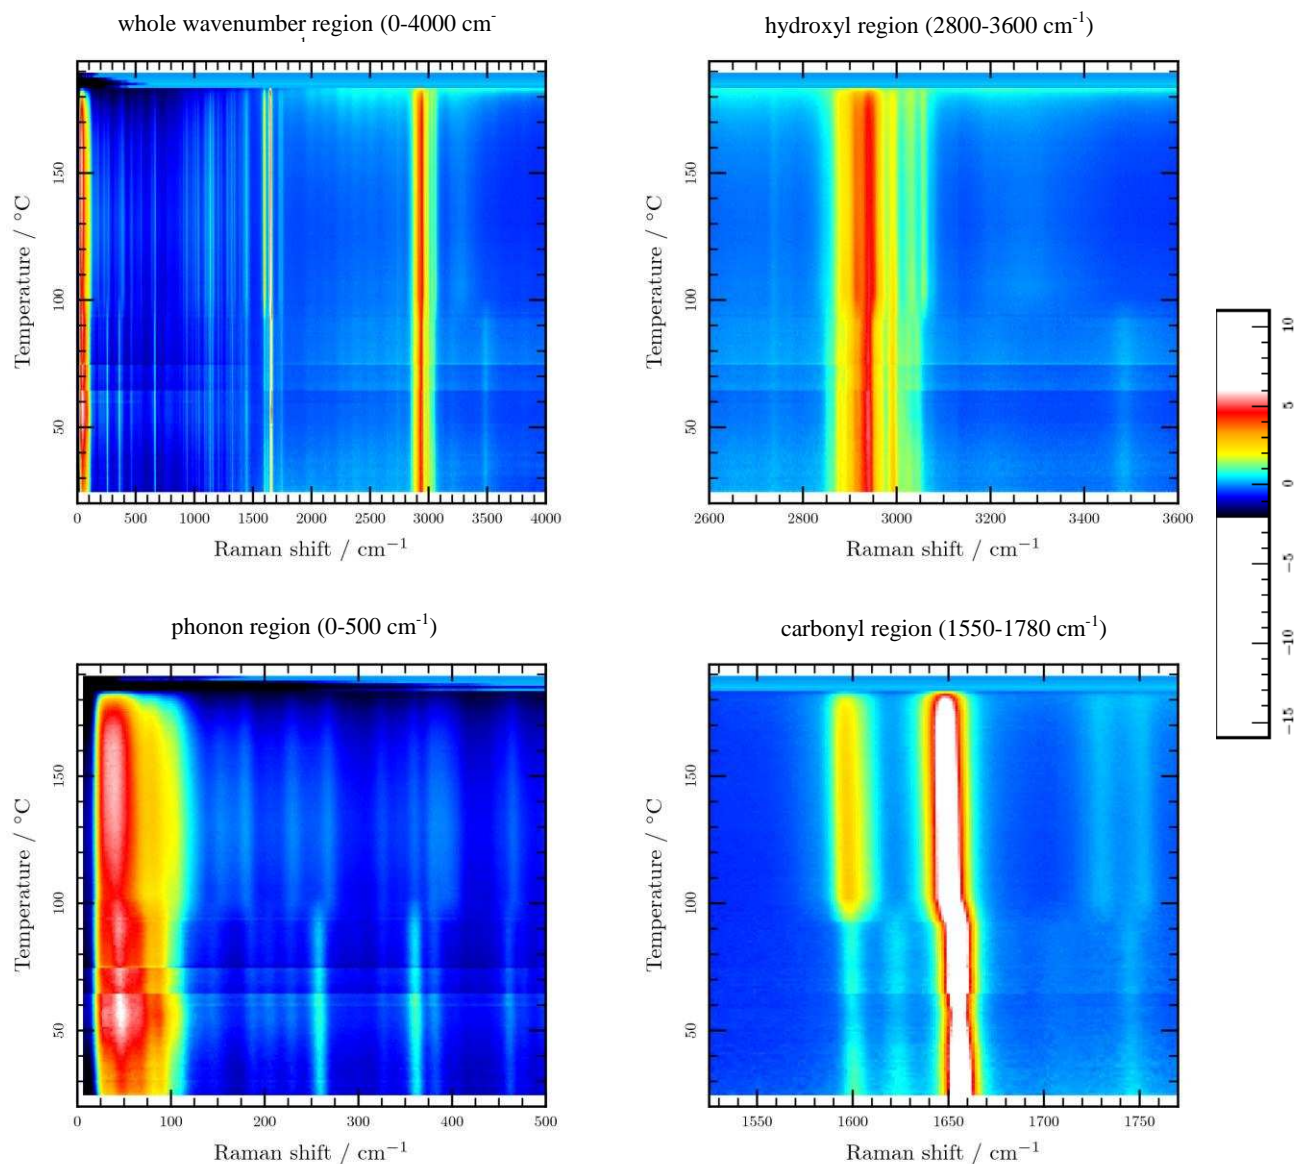 whole wavenumber region (0-4000 cm-
1
hydroxyl region (2800-3600 cm-1)
Temperature / °C
150
100
50
0 500 1000 1500 2000 2500 3000 3500 4000
Raman shift / cm−1
Temperature / °C
150
100
50
2600 2800 3000 3200 3400 3600
Raman shift / cm−1
10
5
0
−5
−10
−15
phonon region (0-500 cm-1)
carbonyl region (1550-1780 cm-1)
Temperature / °C
150
100
50
0 100 200 300 400 500
Raman shift / cm−1
Temperature / °C
150
100
50
1550 1600 1650 1700 1750
Raman shift / cm−1